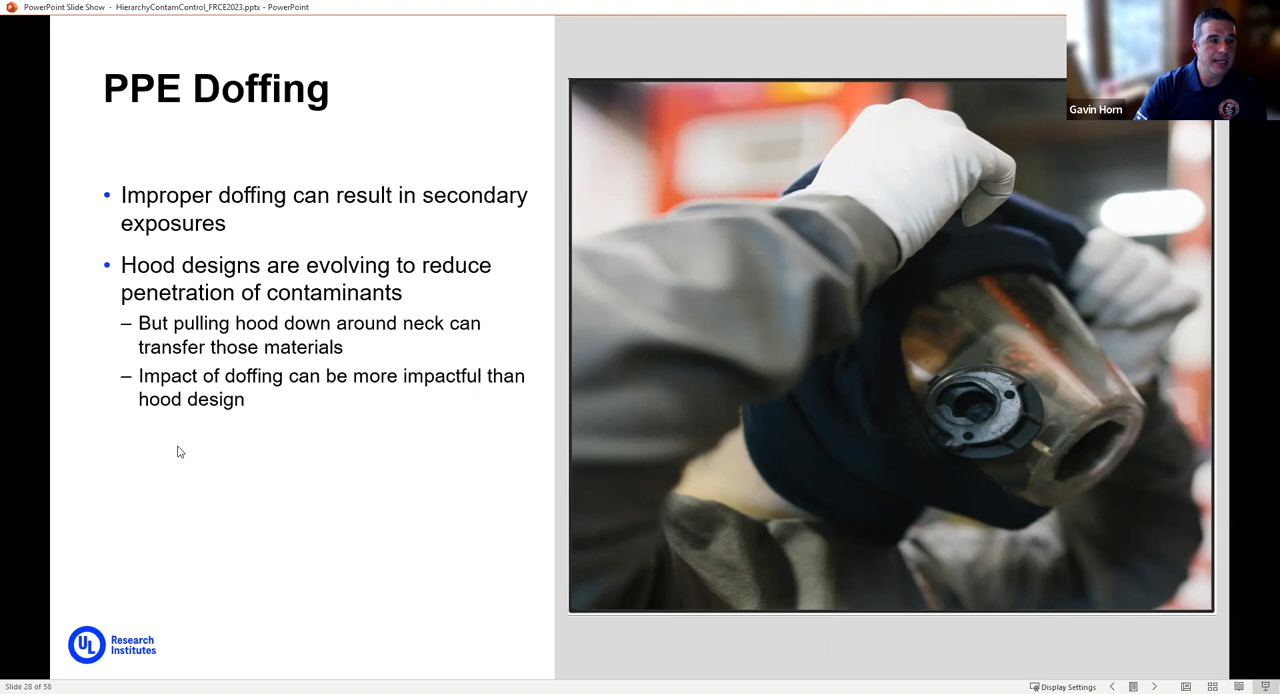 PowerPoint Slide Show - HierarchyContamControl_FRCE2023.pptx - PowerPoint
Gavin Horn
PPE Doffing
• Improper doffing can result in secondary
exposures
• Hood designs are evolving to reduce
penetration of contaminants
– But pulling hood down around neck can
transfer those materials
– Impact of doffing can be more impactful than
hood design
UL Research
Institutes
Slide 28 of 58
Display Settings